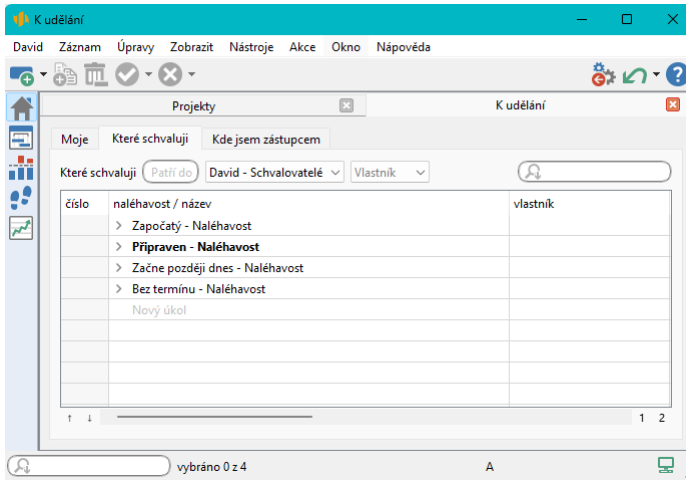 K udělání
David Záznam Úpravy Zobrazit Nástroje Akce Okno Nápověda
Projekty K udělání
Moje Které schvaluji Kde jsem zástupcem
Které schvaluji Patří do David - Schvalovatelé Vlastník
číslo naléhavost / název vlastník
Započatý - Naléhavost
Připraven - Naléhavost
Začne později dnes - Naléhavost
Bez termínu - Naléhavost
Nový úkol
↑ ↓ 1 2
vybráno 0 z 4 A